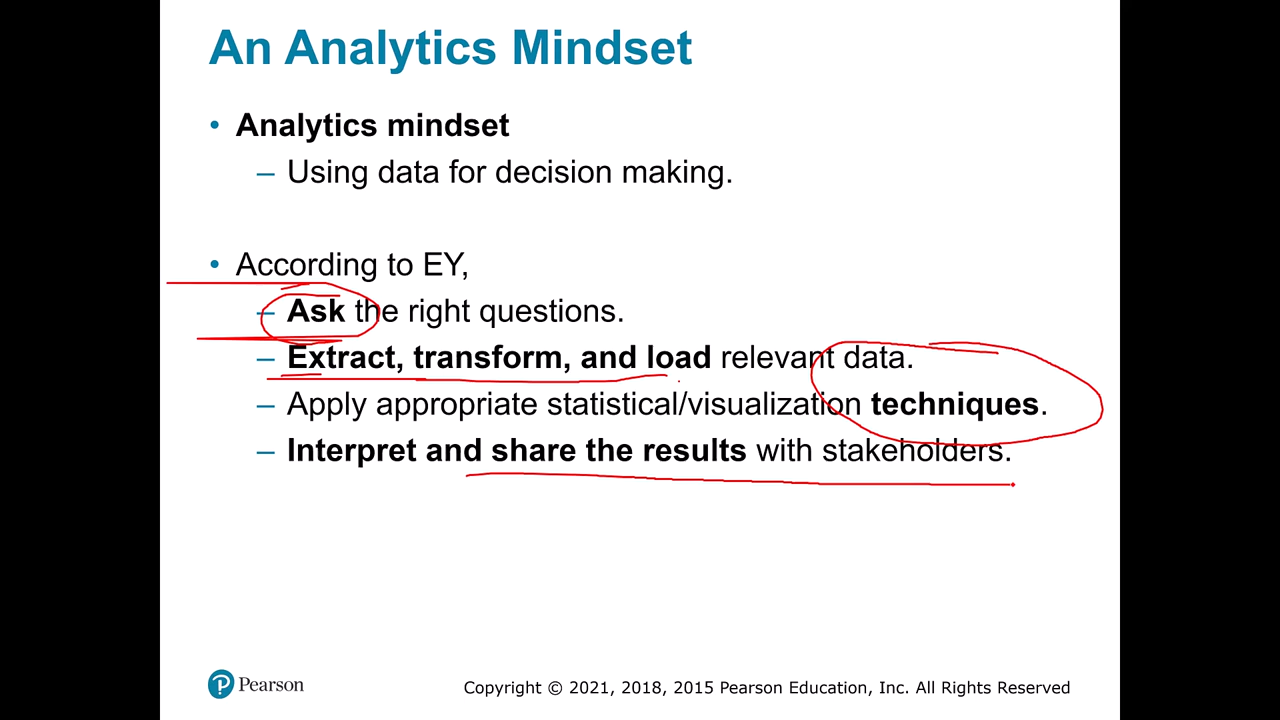 An Analytics Mindset
• Analytics mindset
– Using data for decision making.
• According to EY,
– Ask the right questions.
– Extract, transform, and load relevant data.
– Apply appropriate statistical/visualization techniques.
– Interpret and share the results with stakeholders.
P Pearson
Copyright © 2021, 2018, 2015 Pearson Education, Inc. All Rights Reserved